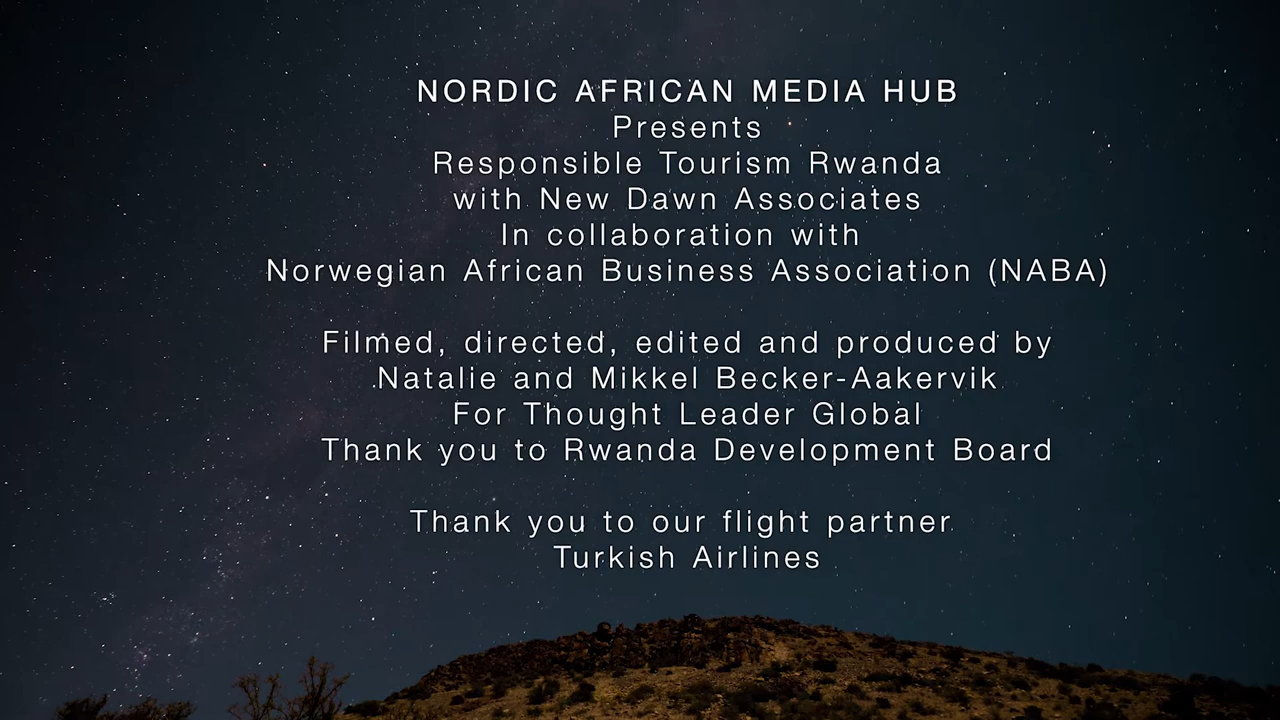 NORDIC AFRICAN MEDIA HUB
Presents
Responsible Tourism Rwanda
with New Dawn Associates
In collaboration with
Norwegian African Business Association (NABA)
Filmed, directed, edited and produced by
Natalie and Mikkel Becker-Aakervik
For Thought Leader Global
Thank you to Rwanda Development Board
Thank you to our flight partner
Turkish Airlines